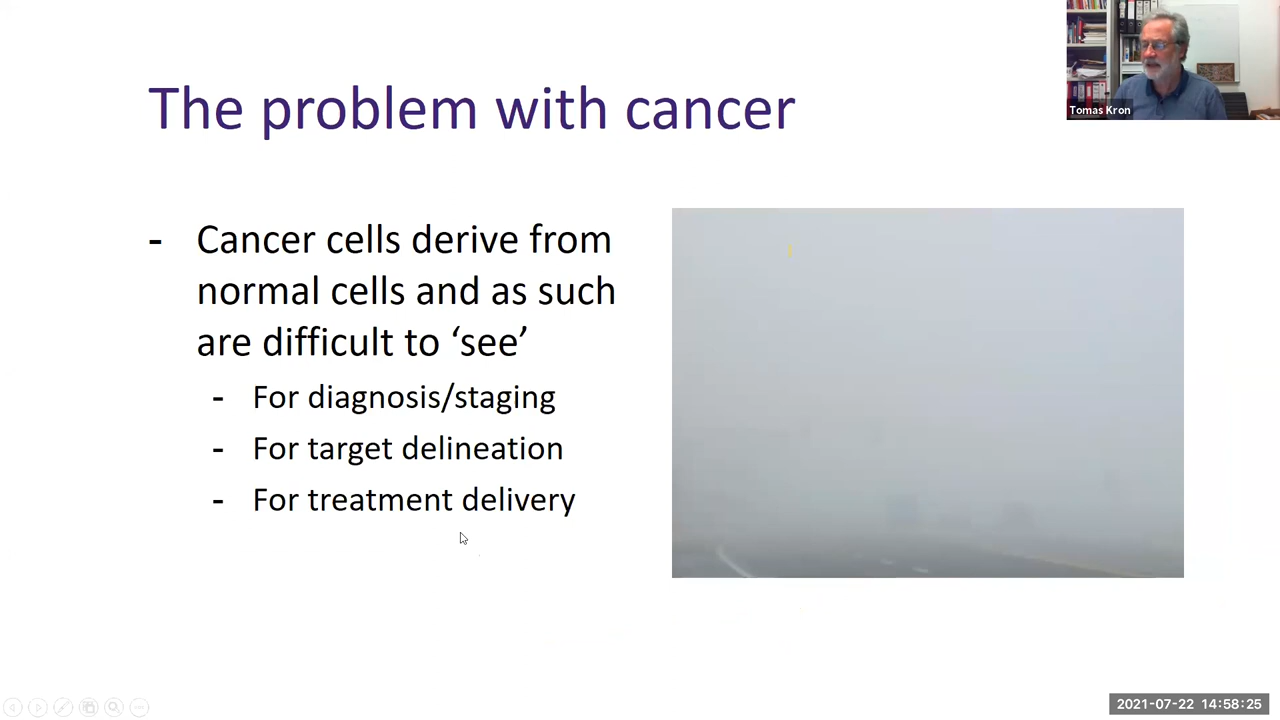 The problem with cancer
Tomas Kron
- Cancer cells derive from
normal cells and as such
are difficult to ‘see’
- For diagnosis/staging
- For target delineation
- For treatment delivery
2021-07-22 14:58:25